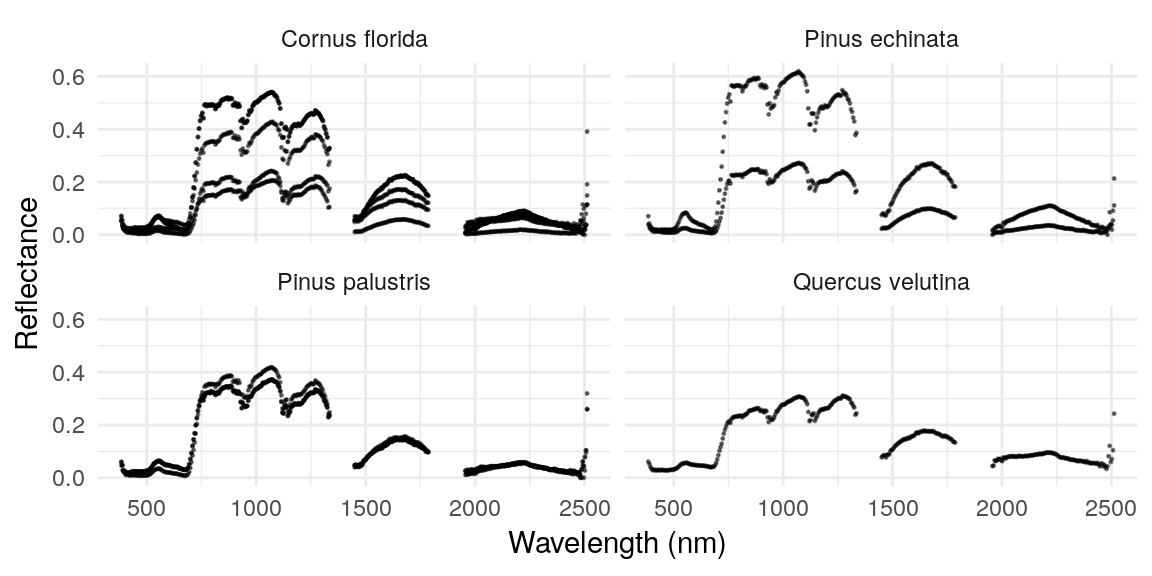 Cornus florida
Pinus echinata
0.6
0.4
0.2
0.0
Pinus palustris
Quercus velutina
0.6
0.4
0.2
0.0
500 1000 1500 2000 2500
500 1000 1500 2000 2500
Wavelength (nm)
Reflectance